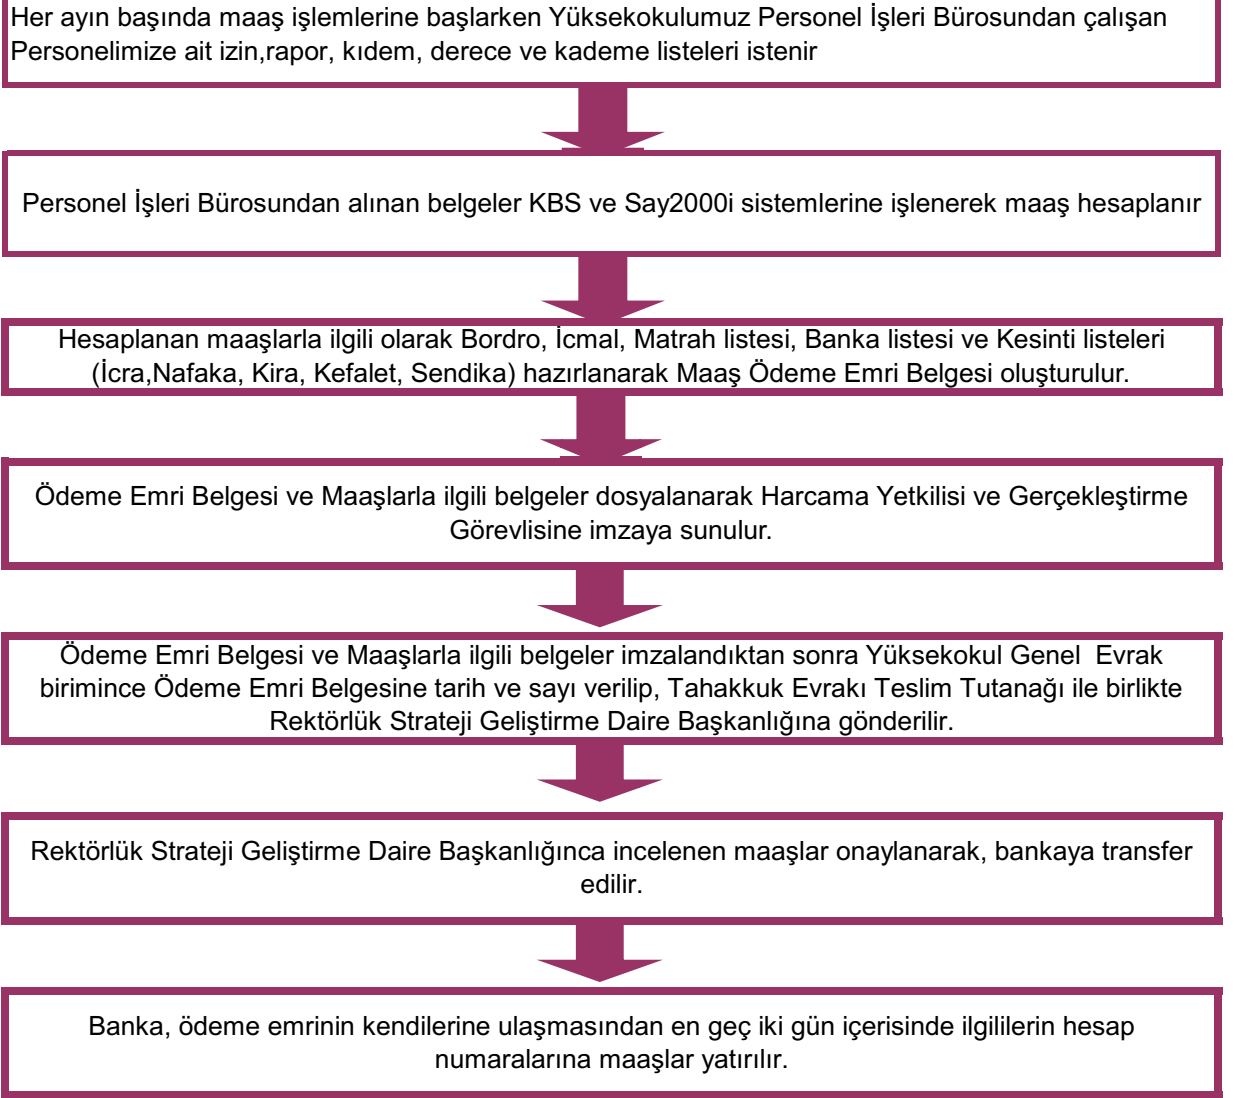 Her ayın başında maaş işlemlerine başlarken Yüksekokulumuz Personel İşleri Bürosundan çalışan
Personelimize ait izin,rapor, kıdem, derece ve kademe listeleri istenir
Personel İşleri Bürosundan alınan belgeler KBS ve Say2000i sistemlerine işlenerek maaş hesaplanır
Hesaplanan maaşlarla ilgili olarak Bordro, İcmal, Matrah listesi, Banka listesi ve Kesinti listeleri
(İcra,Nafaka, Kira, Kefalet, Sendika) hazırlanarak Maaş Ödeme Emri Belgesi oluşturulur.
Ödeme Emri Belgesi ve Maaşlarla ilgili belgeler dosyalanarak Harcama Yetkilisi ve Gerçekleştirme
Görevlisine imzaya sunulur.
Ödeme Emri Belgesi ve Maaşlarla ilgili belgeler imzalandıktan sonra Yüksekokul Genel  Evrak
birimince Ödeme Emri Belgesine tarih ve sayı verilip, Tahakkuk Evrakı Teslim Tutanağı ile birlikte
Rektörlük Strateji Geliştirme Daire Başkanlığına gönderilir.
Rektörlük Strateji Geliştirme Daire Başkanlığınca incelenen maaşlar onaylanarak, bankaya transfer
edilir.
Banka, ödeme emrinin kendilerine ulaşmasından en geç iki gün içerisinde ilgililerin hesap
numaralarına maaşlar yatırılır.